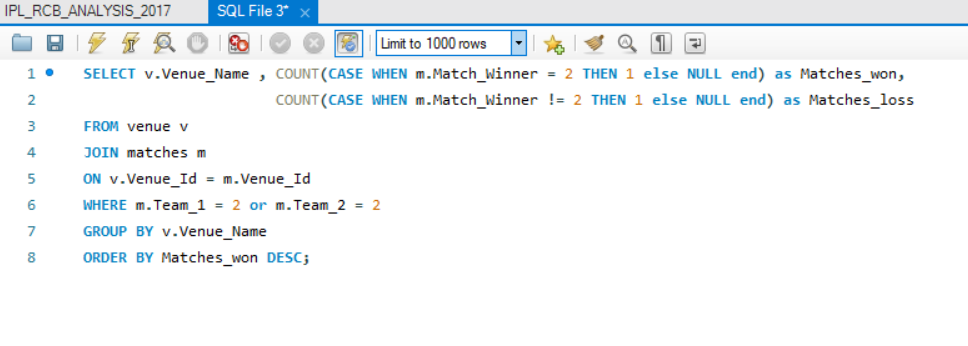 IPL_RCB_ANALYSIS_2017 SQL File 3*
Limit to 1000 rows
1 SELECT v.Venue_Name , COUNT(CASE WHEN m.Match_Winner = 2 THEN 1 else NULL end) as Matches_won,
2 COUNT(CASE WHEN m.Match_Winner != 2 THEN 1 else NULL end) as Matches_loss
3 FROM venue v
4 JOIN matches m
5 ON v.Venue_Id = m.Venue_Id
6 WHERE m.Team_1 = 2 or m.Team_2 = 2
7 GROUP BY v.Venue_Name
8 ORDER BY Matches_won DESC;